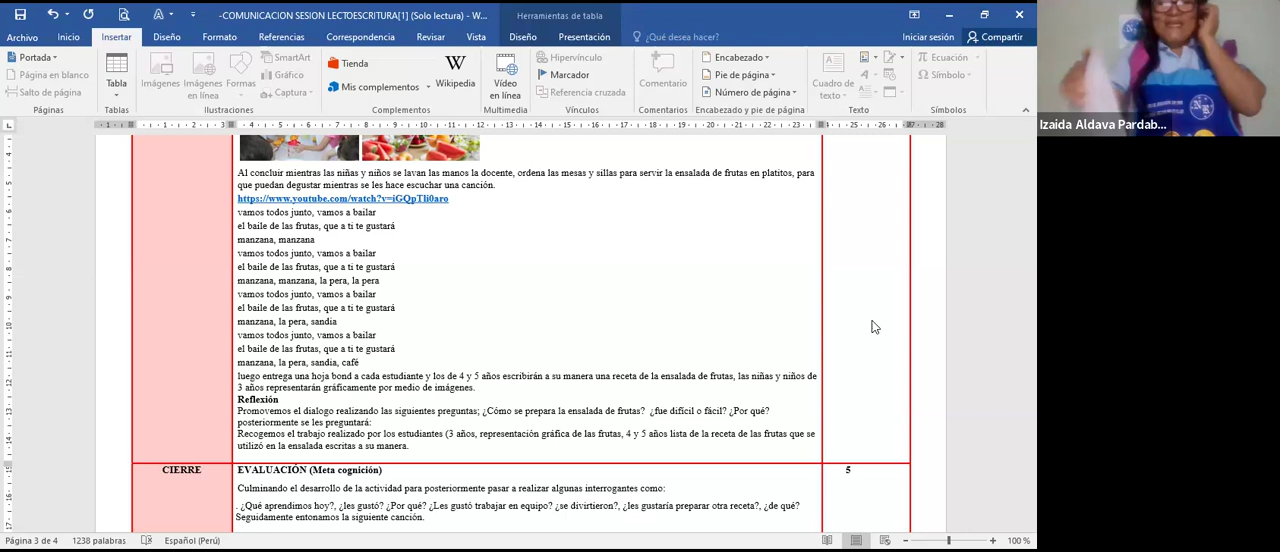 -COMUNICACION SESION LECTOESCRITURA[1] (Solo lectura) - W...
Herramientas de tabla
Archivo Inicio Insertar Diseño Formato Referencias Correspondencia Revisar Vista Diseño Presentación ¿Qué desea hacer? Iniciar sesión Compartir
Portada
Página en blanco
Salto de página
Páginas
Tabla
Tablas
Imágenes
Imágenes en línea
Formas
SmartArt
Gráfico
Captura
Ilustraciones
Tienda
Mis complementos
Wikipedia
Complementos
Vídeo en línea
Multimedia
Hipervínculo
Marcador
Referencia cruzada
Vínculos
Comentario
Comentarios
Encabezado
Pie de página
Número de página
Encabezado y pie de página
Cuadro de texto
Texto
Ecuación
Símbolo
Símbolos
Izaida Aldava Pardab...
Al concluir mientras las niñas y niños se lavan las manos la docente, ordena las mesas y sillas para servir la ensalada de frutas en platitos, para
que puedan degustar mientras se les hace escuchar una canción.
https://www.youtube.com/watch?v=iGQpTli0aro
vamos todos junto, vamos a bailar
el baile de las frutas, que a ti te gustará
manzana, manzana
vamos todos junto, vamos a bailar
el baile de las frutas, que a ti te gustará
manzana, manzana, la pera, la pera
vamos todos junto, vamos a bailar
el baile de las frutas, que a ti te gustará
manzana, la pera, sandia
vamos todos junto, vamos a bailar
el baile de las frutas, que a ti te gustará
manzana, la pera, sandia, café
luego entrega una hoja bond a cada estudiante y los de 4 y 5 años escribirán a su manera una receta de la ensalada de frutas, las niñas y niños de
3 años representarán gráficamente por medio de imágenes.
Reflexión
Promovemos el dialogo realizando las siguientes preguntas; ¿Cómo se prepara la ensalada de frutas? ¿fue difícil o fácil? ¿Por qué?
posteriormente se les preguntará:
Recogemos el trabajo realizado por los estudiantes (3 años, representación gráfica de las frutas, 4 y 5 años lista de la receta de las frutas que se
utilizó en la ensalada escritas a su manera.
CIERRE EVALUACIÓN (Meta cognición) 5
Culminando el desarrollo de la actividad para posteriormente pasar a realizar algunas interrogantes como:
. ¿Qué aprendimos hoy?, ¿les gustó? ¿Por qué? ¿Les gustó trabajar en equipo? ¿se divirtieron?, ¿les gustaría preparar otra receta?, ¿de qué?
Seguidamente entonamos la siguiente canción.
Página 3 de 4 1238 palabras Español (Perú) 100 %